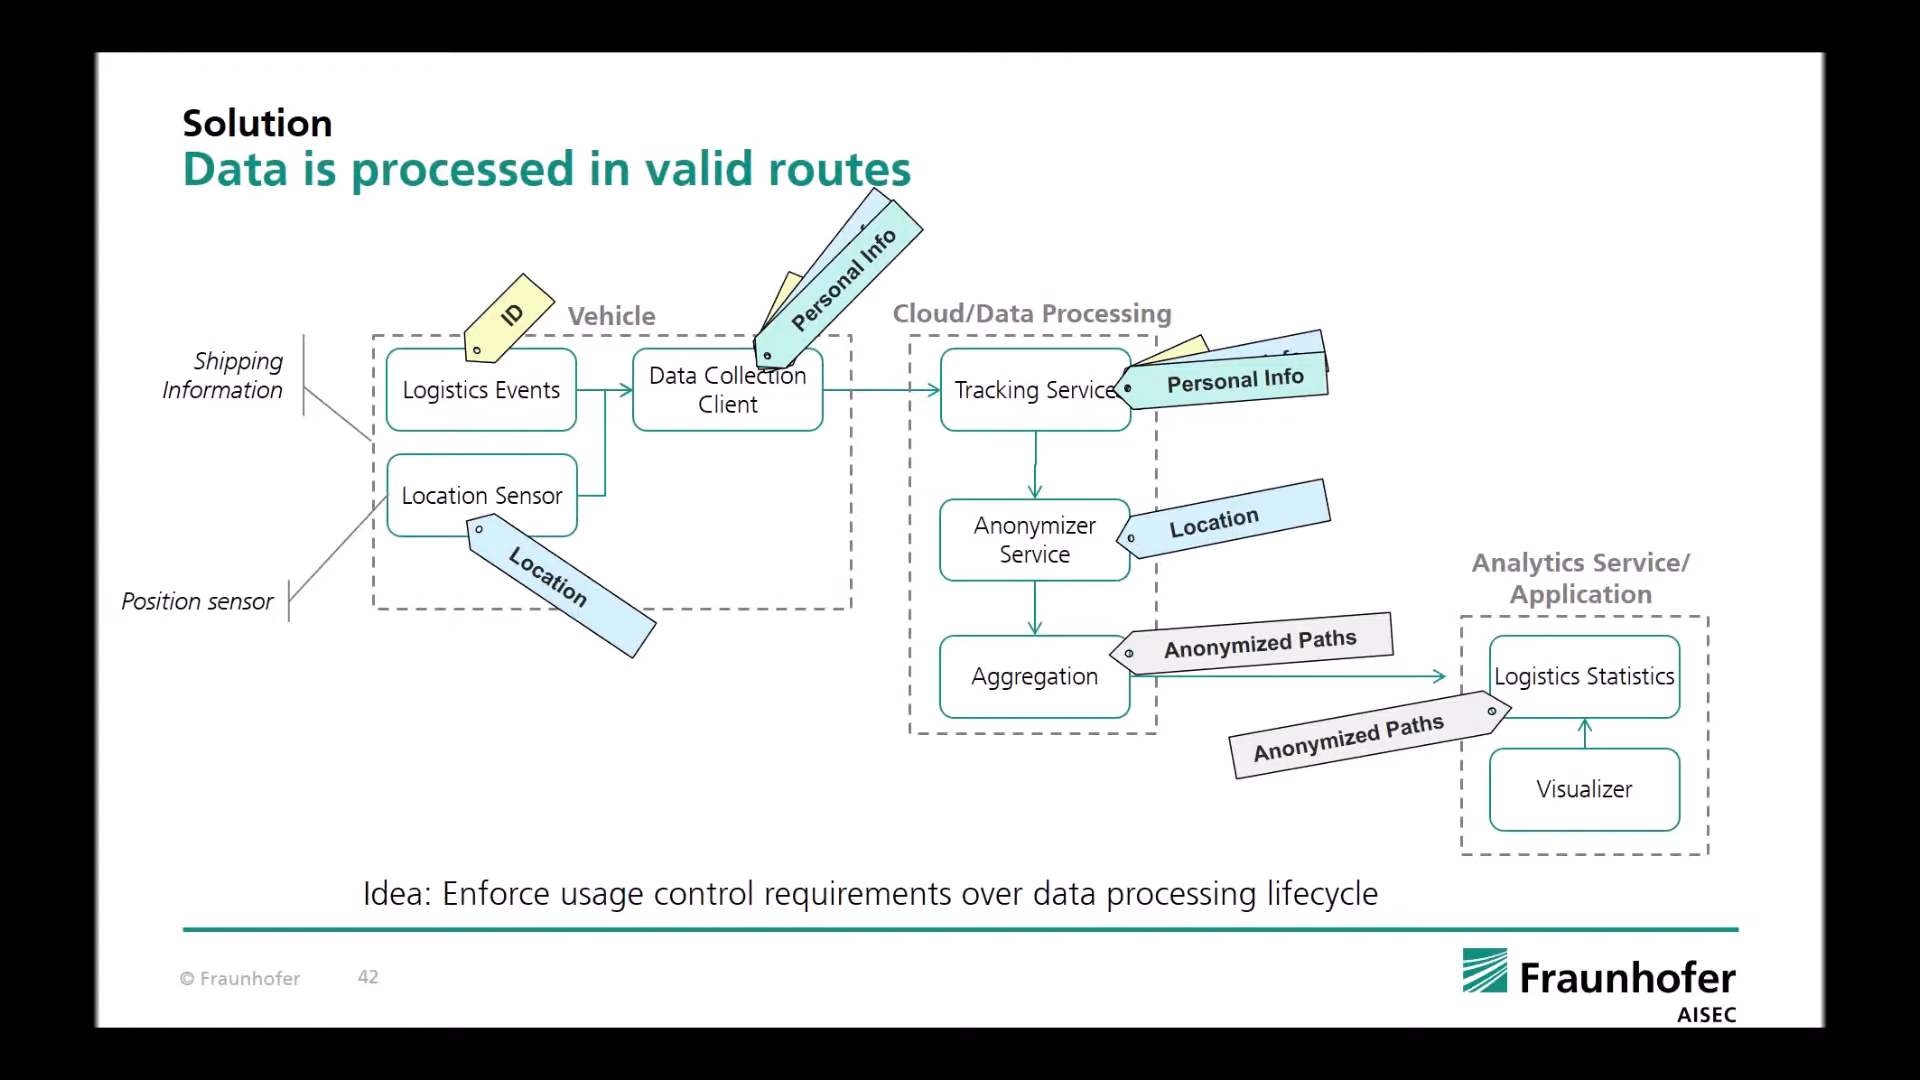 Solution
Data is processed in valid routes
Personal Info
ID
Vehicle
Cloud/Data Processing
Shipping
Information
Logistics Events
Data Collection
Client
Tracking Service
Personal Info
Location Sensor
Location
Anonymizer
Service
Location
Position sensor
Analytics Service/
Application
Anonymized Paths
Aggregation
Logistics Statistics
Anonymized Paths
Visualizer
Idea: Enforce usage control requirements over data processing lifecycle
© Fraunhofer
42
Fraunhofer
AISEC